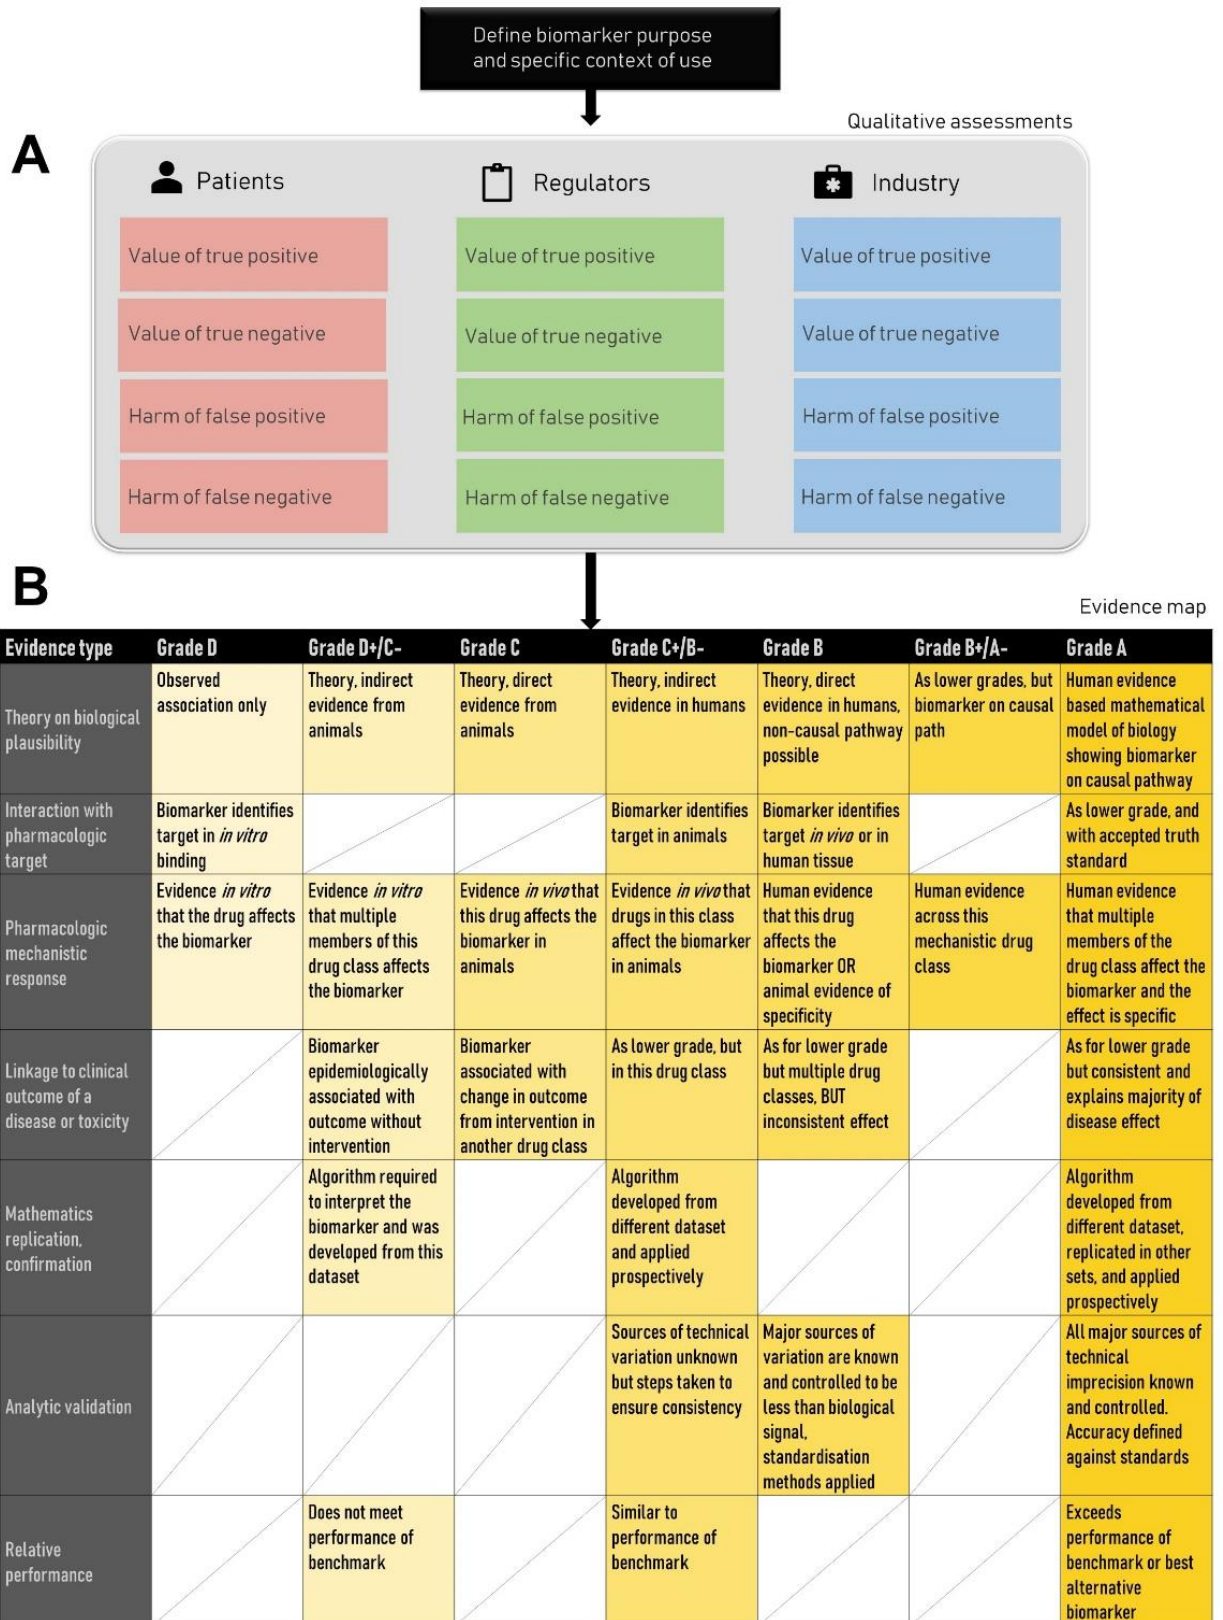 Define biomarker purpose
and specific context of use
Qualitative assessments
A
Patients
Regulators
Industry
Value of true positive
Value of true positive
Value of true positive
Value of true negative
Value of true negative
Value of true negative
Harm of false positive
Harm of false positive
Harm of false positive
Harm of false negative
Harm of false negative
Harm of false negative
B
Evidence map
Evidence type
Grade D
Grade D+/C-
Grade C
Grade C+/B-
Grade B
Grade B+/A-
Grade A
Theory on biological
plausibility
Observed
association only
Theory, indirect
evidence from
animals
Theory, direct
evidence from
animals
Theory, indirect
evidence in humans
Theory, direct
evidence in humans,
non-causal pathway
possible
As lower grades, but
biomarker on causal
path
Human evidence
based mathematical
model of biology
showing biomarker
on causal pathway
Interaction with
pharmacologic
target
Biomarker identifies
target in in vitro
binding
Biomarker identifies
target in animals
Biomarker identifies
target in vivo or in
human tissue
As lower grade, and
with accepted truth
standard
Pharmacologic
mechanistic
response
Evidence in vitro
that the drug affects
the biomarker
Evidence in vitro
that multiple
members of this
drug class affects
the biomarker
Evidence in vivo that
this drug affects the
biomarker in
animals
Evidence in vivo that
drugs in this class
affect the biomarker
in animals
Human evidence
that this drug
affects the
biomarker OR
animal evidence of
specificity
Human evidence
across this
mechanistic drug
class
Human evidence
that multiple
members of the
drug class affect the
biomarker and the
effect is specific
Linkage to clinical
outcome of a
disease or toxicity
Biomarker
epidemiologically
associated with
outcome without
intervention
Biomarker
associated with
change in outcome
from intervention in
another drug class
As lower grade, but
in this drug class
As for lower grade
but multiple drug
classes, BUT
inconsistent effect
As for lower grade
but consistent and
explains majority of
disease effect
Mathematics
replication,
confirmation
Algorithm required
to interpret the
biomarker and was
developed from this
dataset
Algorithm
developed from
different dataset
and applied
prospectively
Algorithm
developed from
different dataset,
replicated in other
sets, and applied
prospectively
Analytic validation
Sources of technical
variation unknown
but steps taken to
ensure consistency
Major sources of
variation are known
and controlled to be
less than biological
signal,
standardisation
methods applied
All major sources of
technical
imprecision known
and controlled.
Accuracy defined
against standards
Relative
performance
Does not meet
performance of
benchmark
Similar to
performance of
benchmark
Exceeds
performance of
benchmark or best
alternative
biomarker